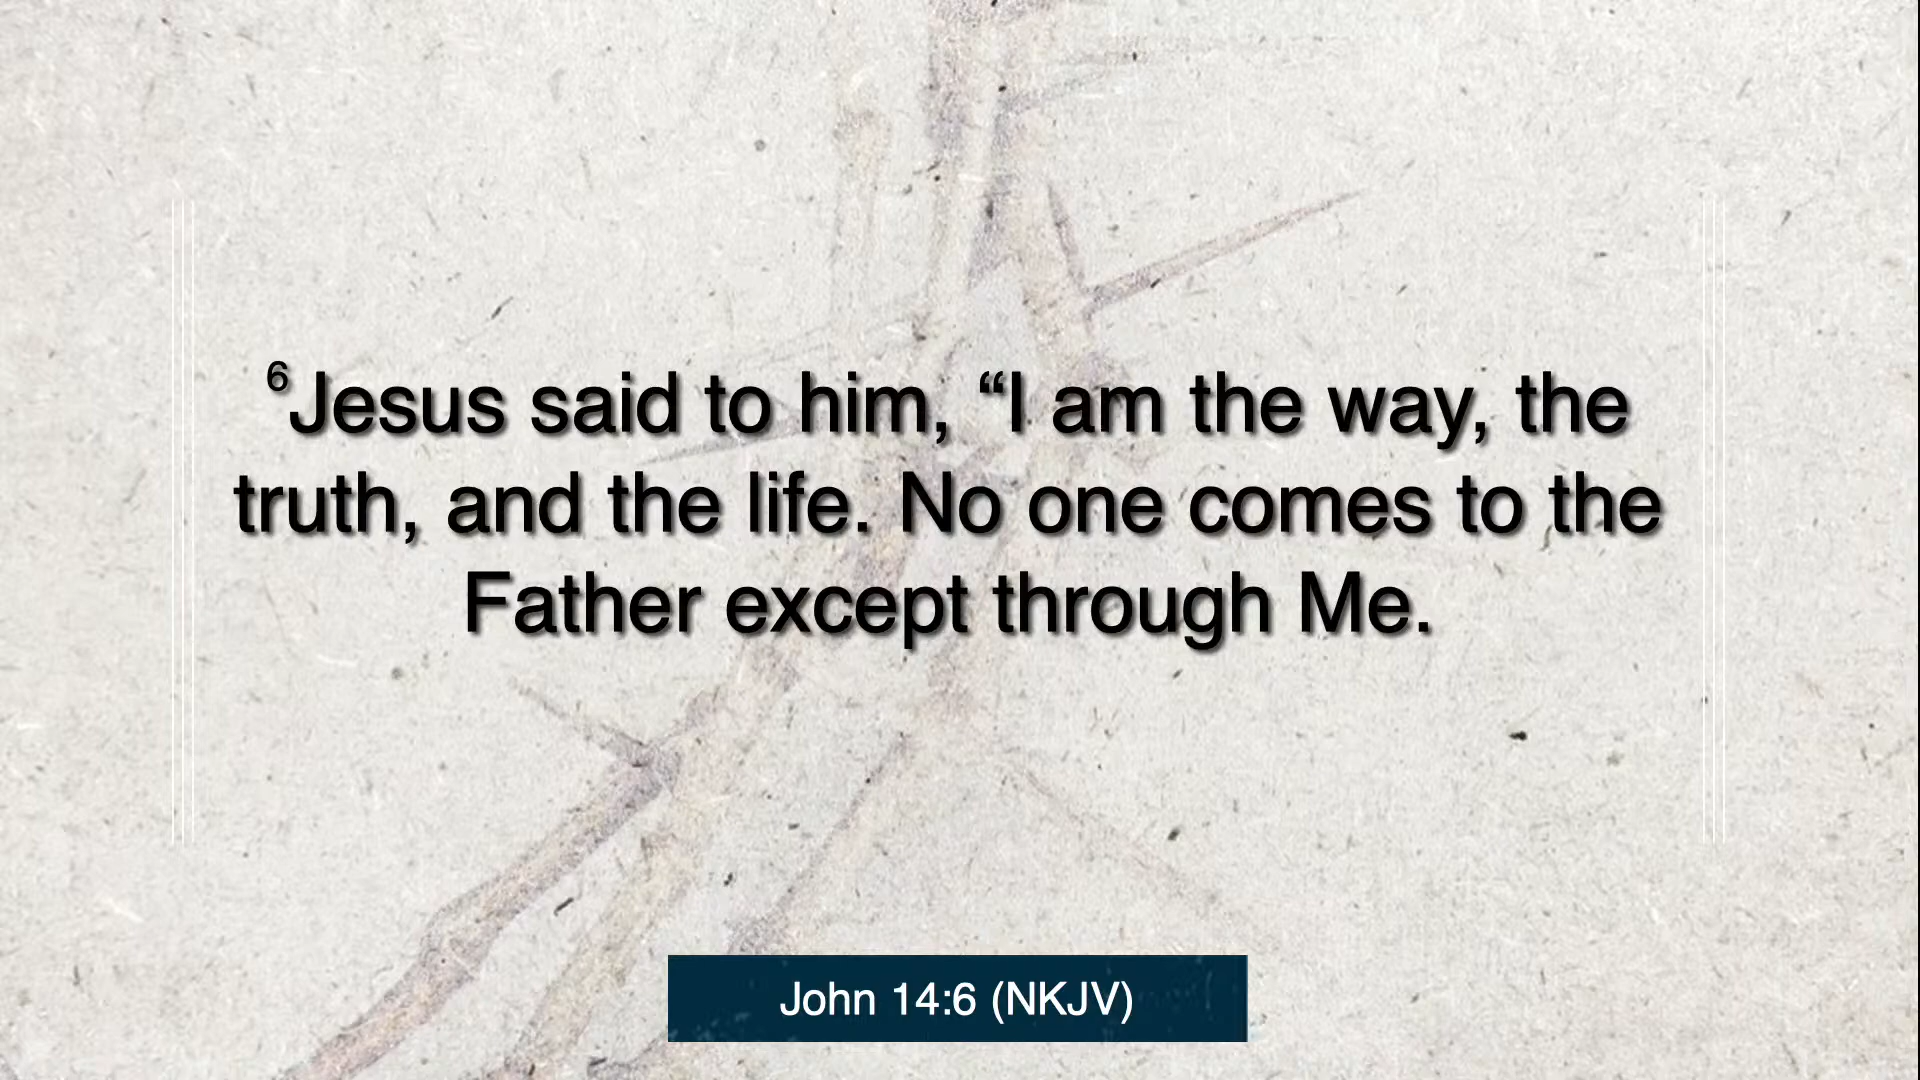 ⁶Jesus said to him, “I am the way, the
truth, and the life. No one comes to the
Father except through Me.
John 14:6 (NKJV)